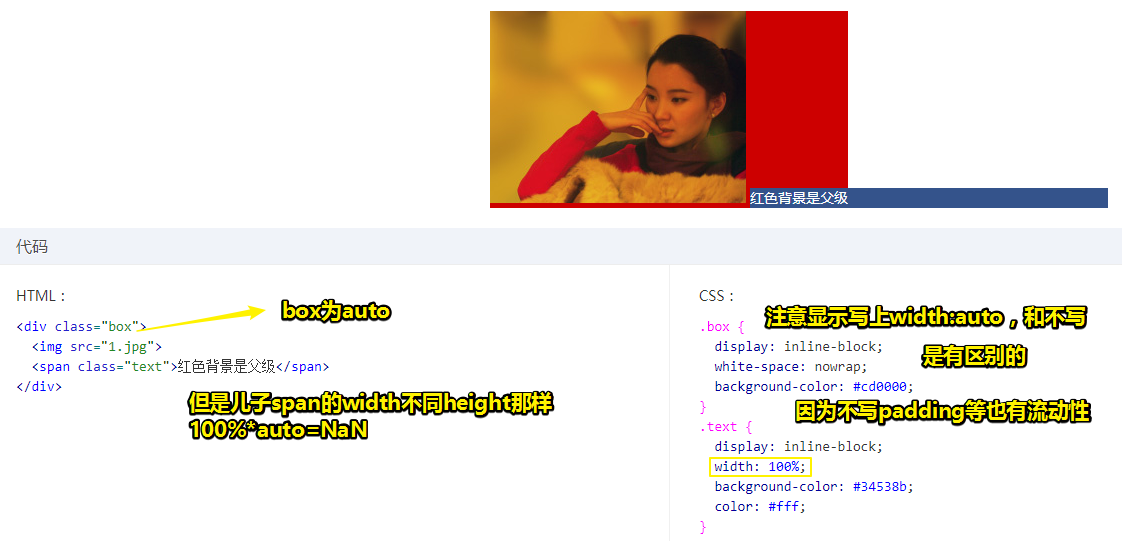 红色背景是父级
代码
HTML：
<div class="box">
<img src="1.jpg">
<span class="text">红色背景是父级</span>
</div>
box为auto
但是儿子span的width不同height那样
100%*auto=NaN
CSS：
.box {
display: inline-block;
white-space: nowrap;
background-color: #cd0000;
}
.text {
display: inline-block;
width: 100%;
background-color: #34538b;
color: #fff;
}
注意显示写上width:auto，和不写
是有区别的
因为不写padding等也有流动性